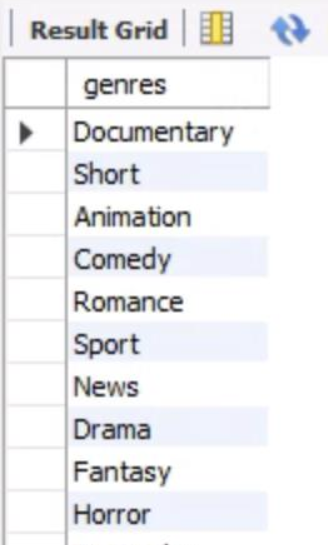 Result Grid
genres
Documentary
Short
Animation
Comedy
Romance
Sport
News
Drama
Fantasy
Horror